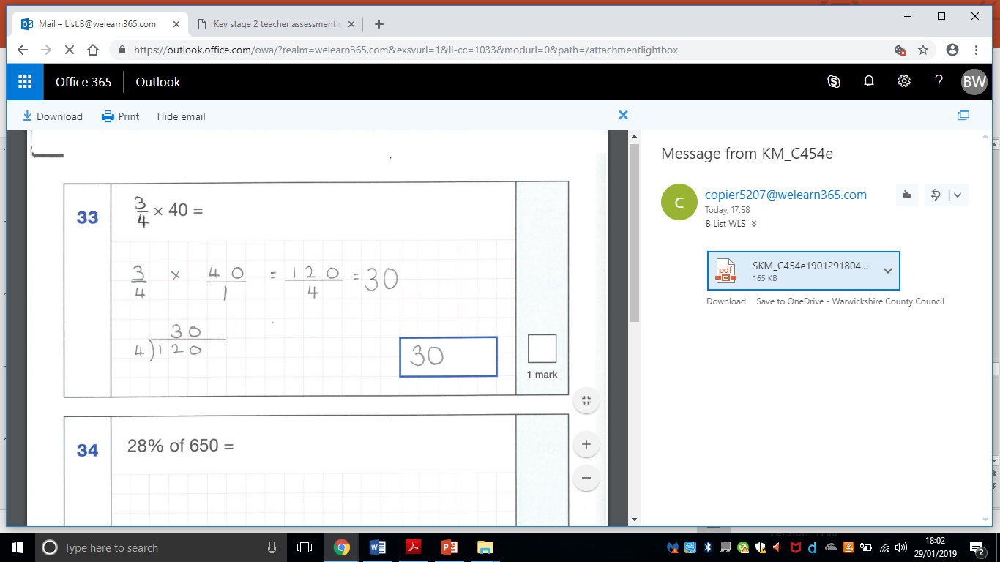 Mail – List.B@welearn365.com
Key stage 2 teacher assessment g
https://outlook.office.com/owa/?realm=welearn365.com&exsvurl=1&ll-cc=1033&modurl=0&path=/attachmentlightbox
Office 365 Outlook
BW
Download Print Hide email
Message from KM_C454e
C
copier5207@welearn365.com
Today, 17:58
B List WLS
pdf
SKM_C454e1901291804...
165 KB
Download Save to OneDrive - Warwickshire County Council
33
3/4 × 40 =
3/4 × 40/1 = 120/4 = 30
30
4)120
30
1 mark
34
28% of 650 =
Type here to search
18:02
29/01/2019
2